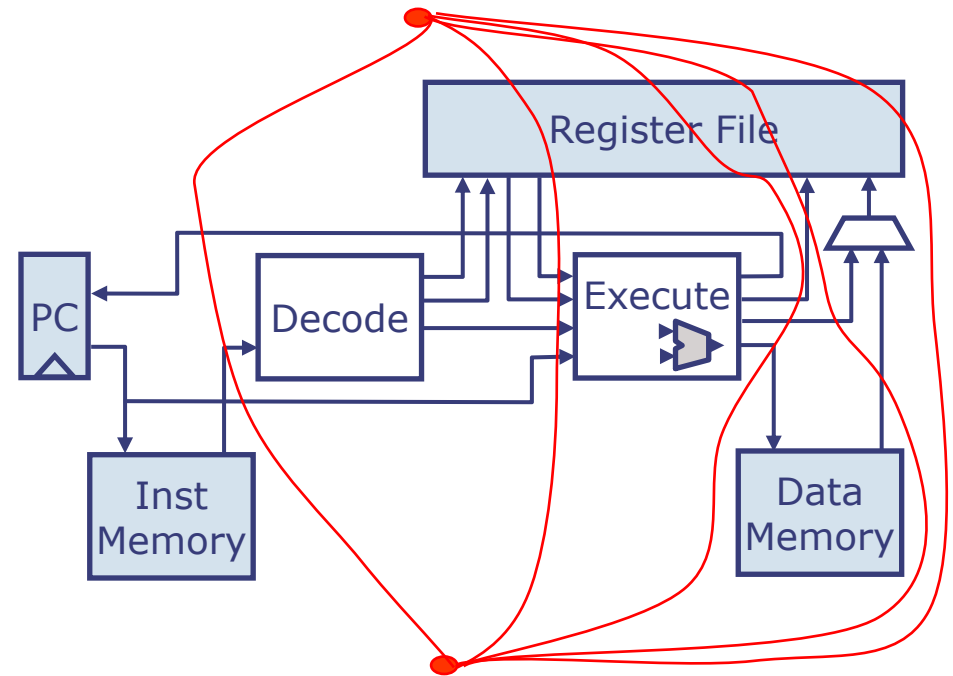 Register File
PC
Decode
Execute
Inst
Memory
Data
Memory